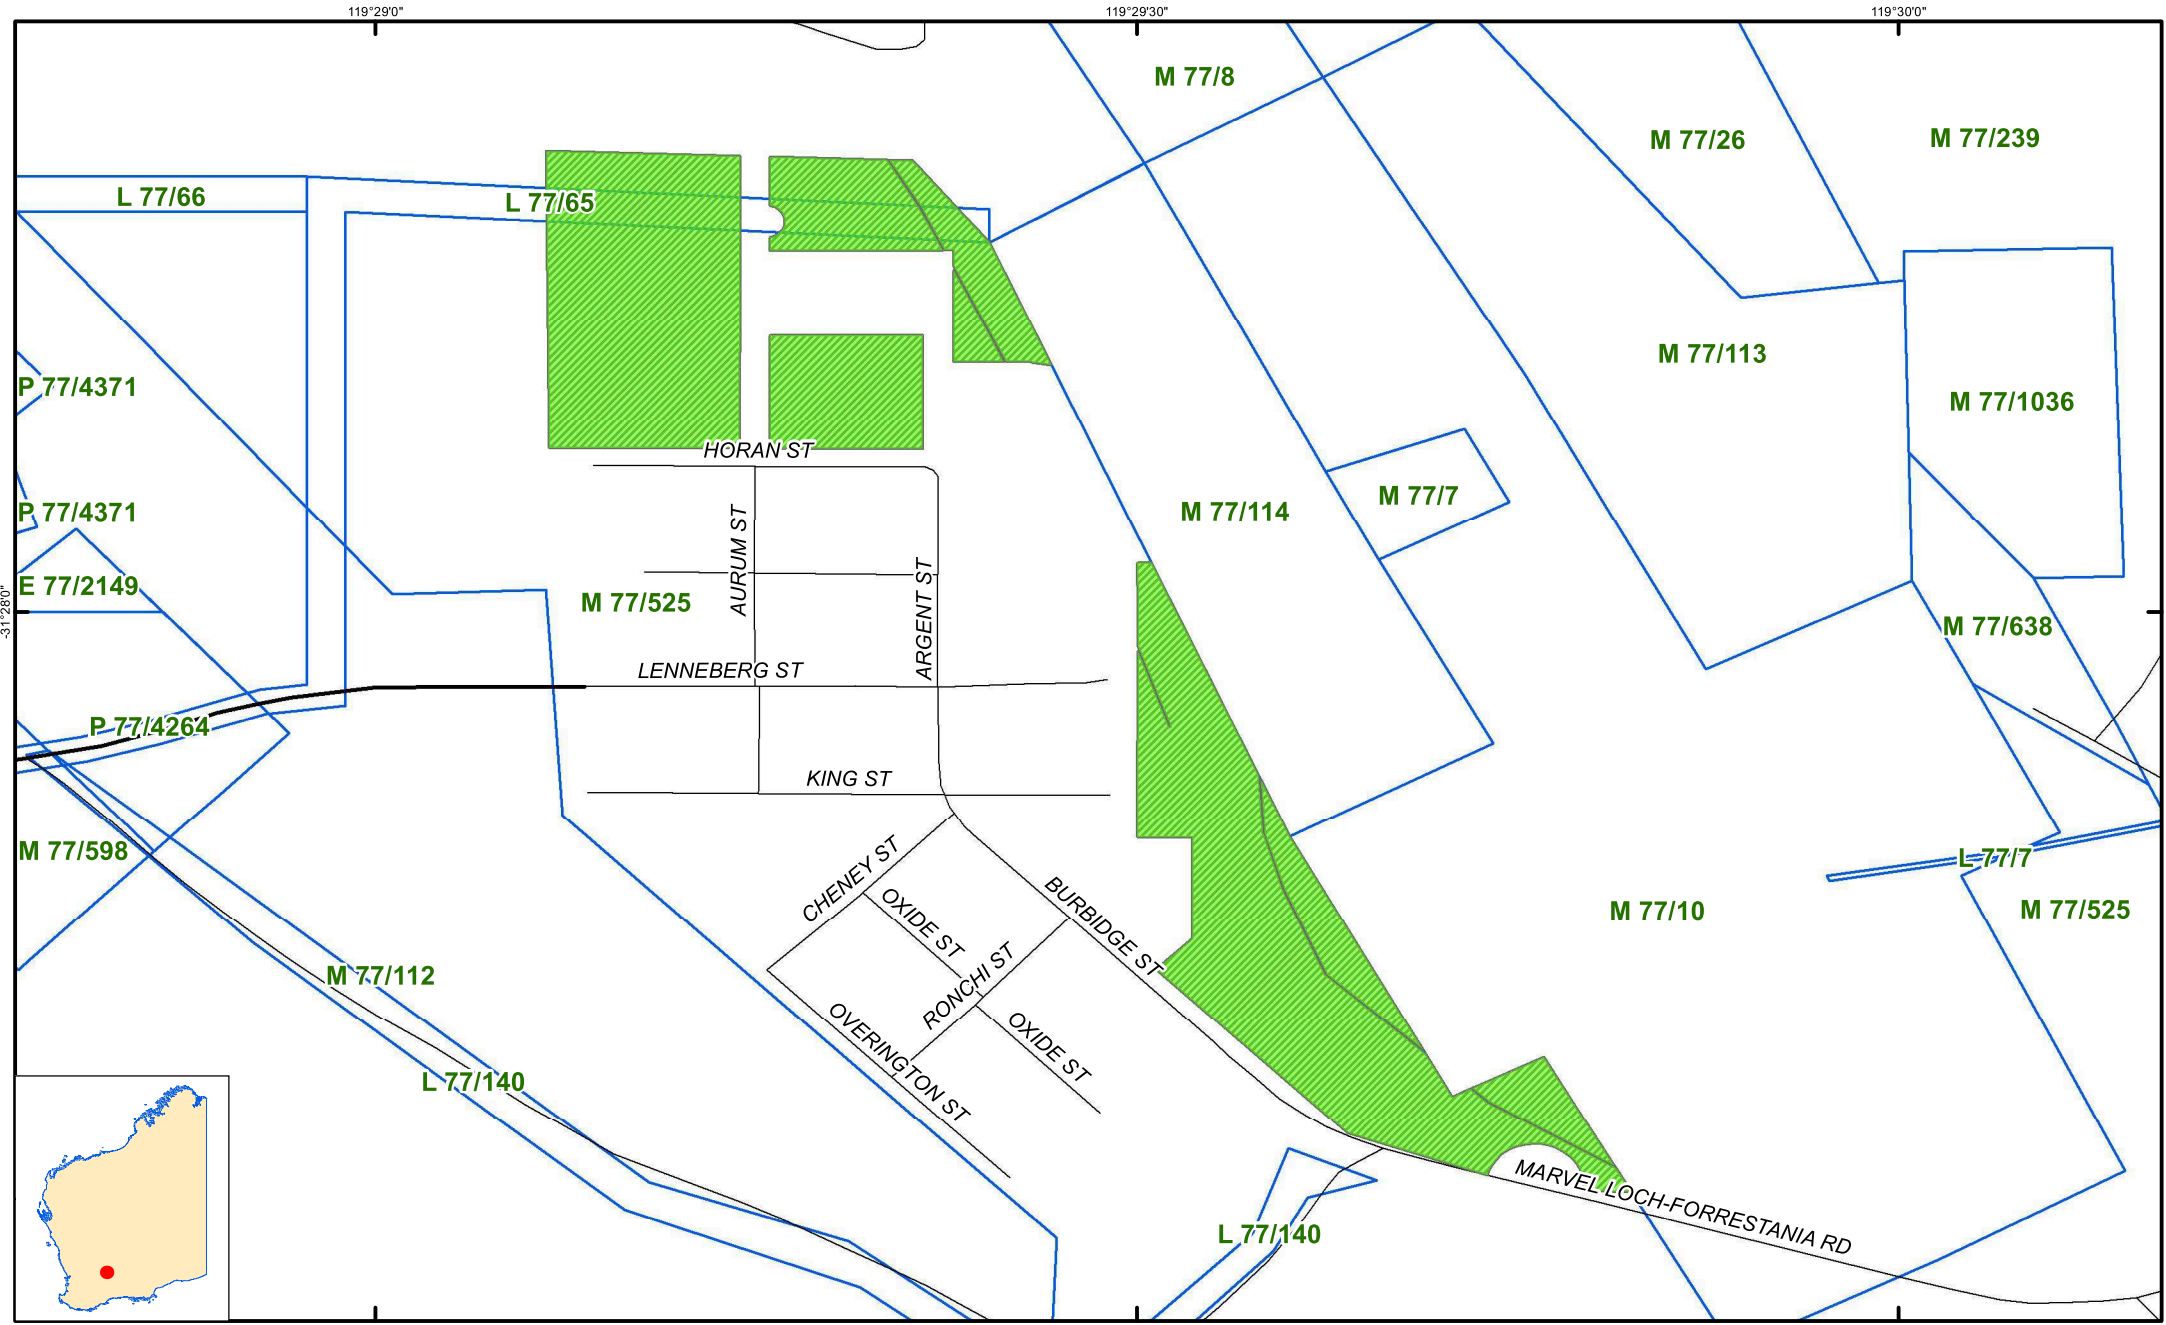 119°29'0"
119°29'30"
119°30'0"
M 77/8
M 77/26
M 77/239
L 77/66
L 77/65
M 77/113
P 77/4371
M 77/1036
HORAN ST
M 77/7
M 77/114
P 77/4371
AURUM ST
ARGENT ST
E 77/2149
-31°28'0"
M 77/525
M 77/638
LENNEBERG ST
P 77/4264
KING ST
M 77/598
L 77/7
CHENEY ST
OXIDE ST
BURBIDGE ST
M 77/10
M 77/525
M 77/112
RONCHI ST
OVERINGTON ST
OXIDE ST
L 77/140
MARVEL LOCH-FORRESTANIA RD
L 77/140